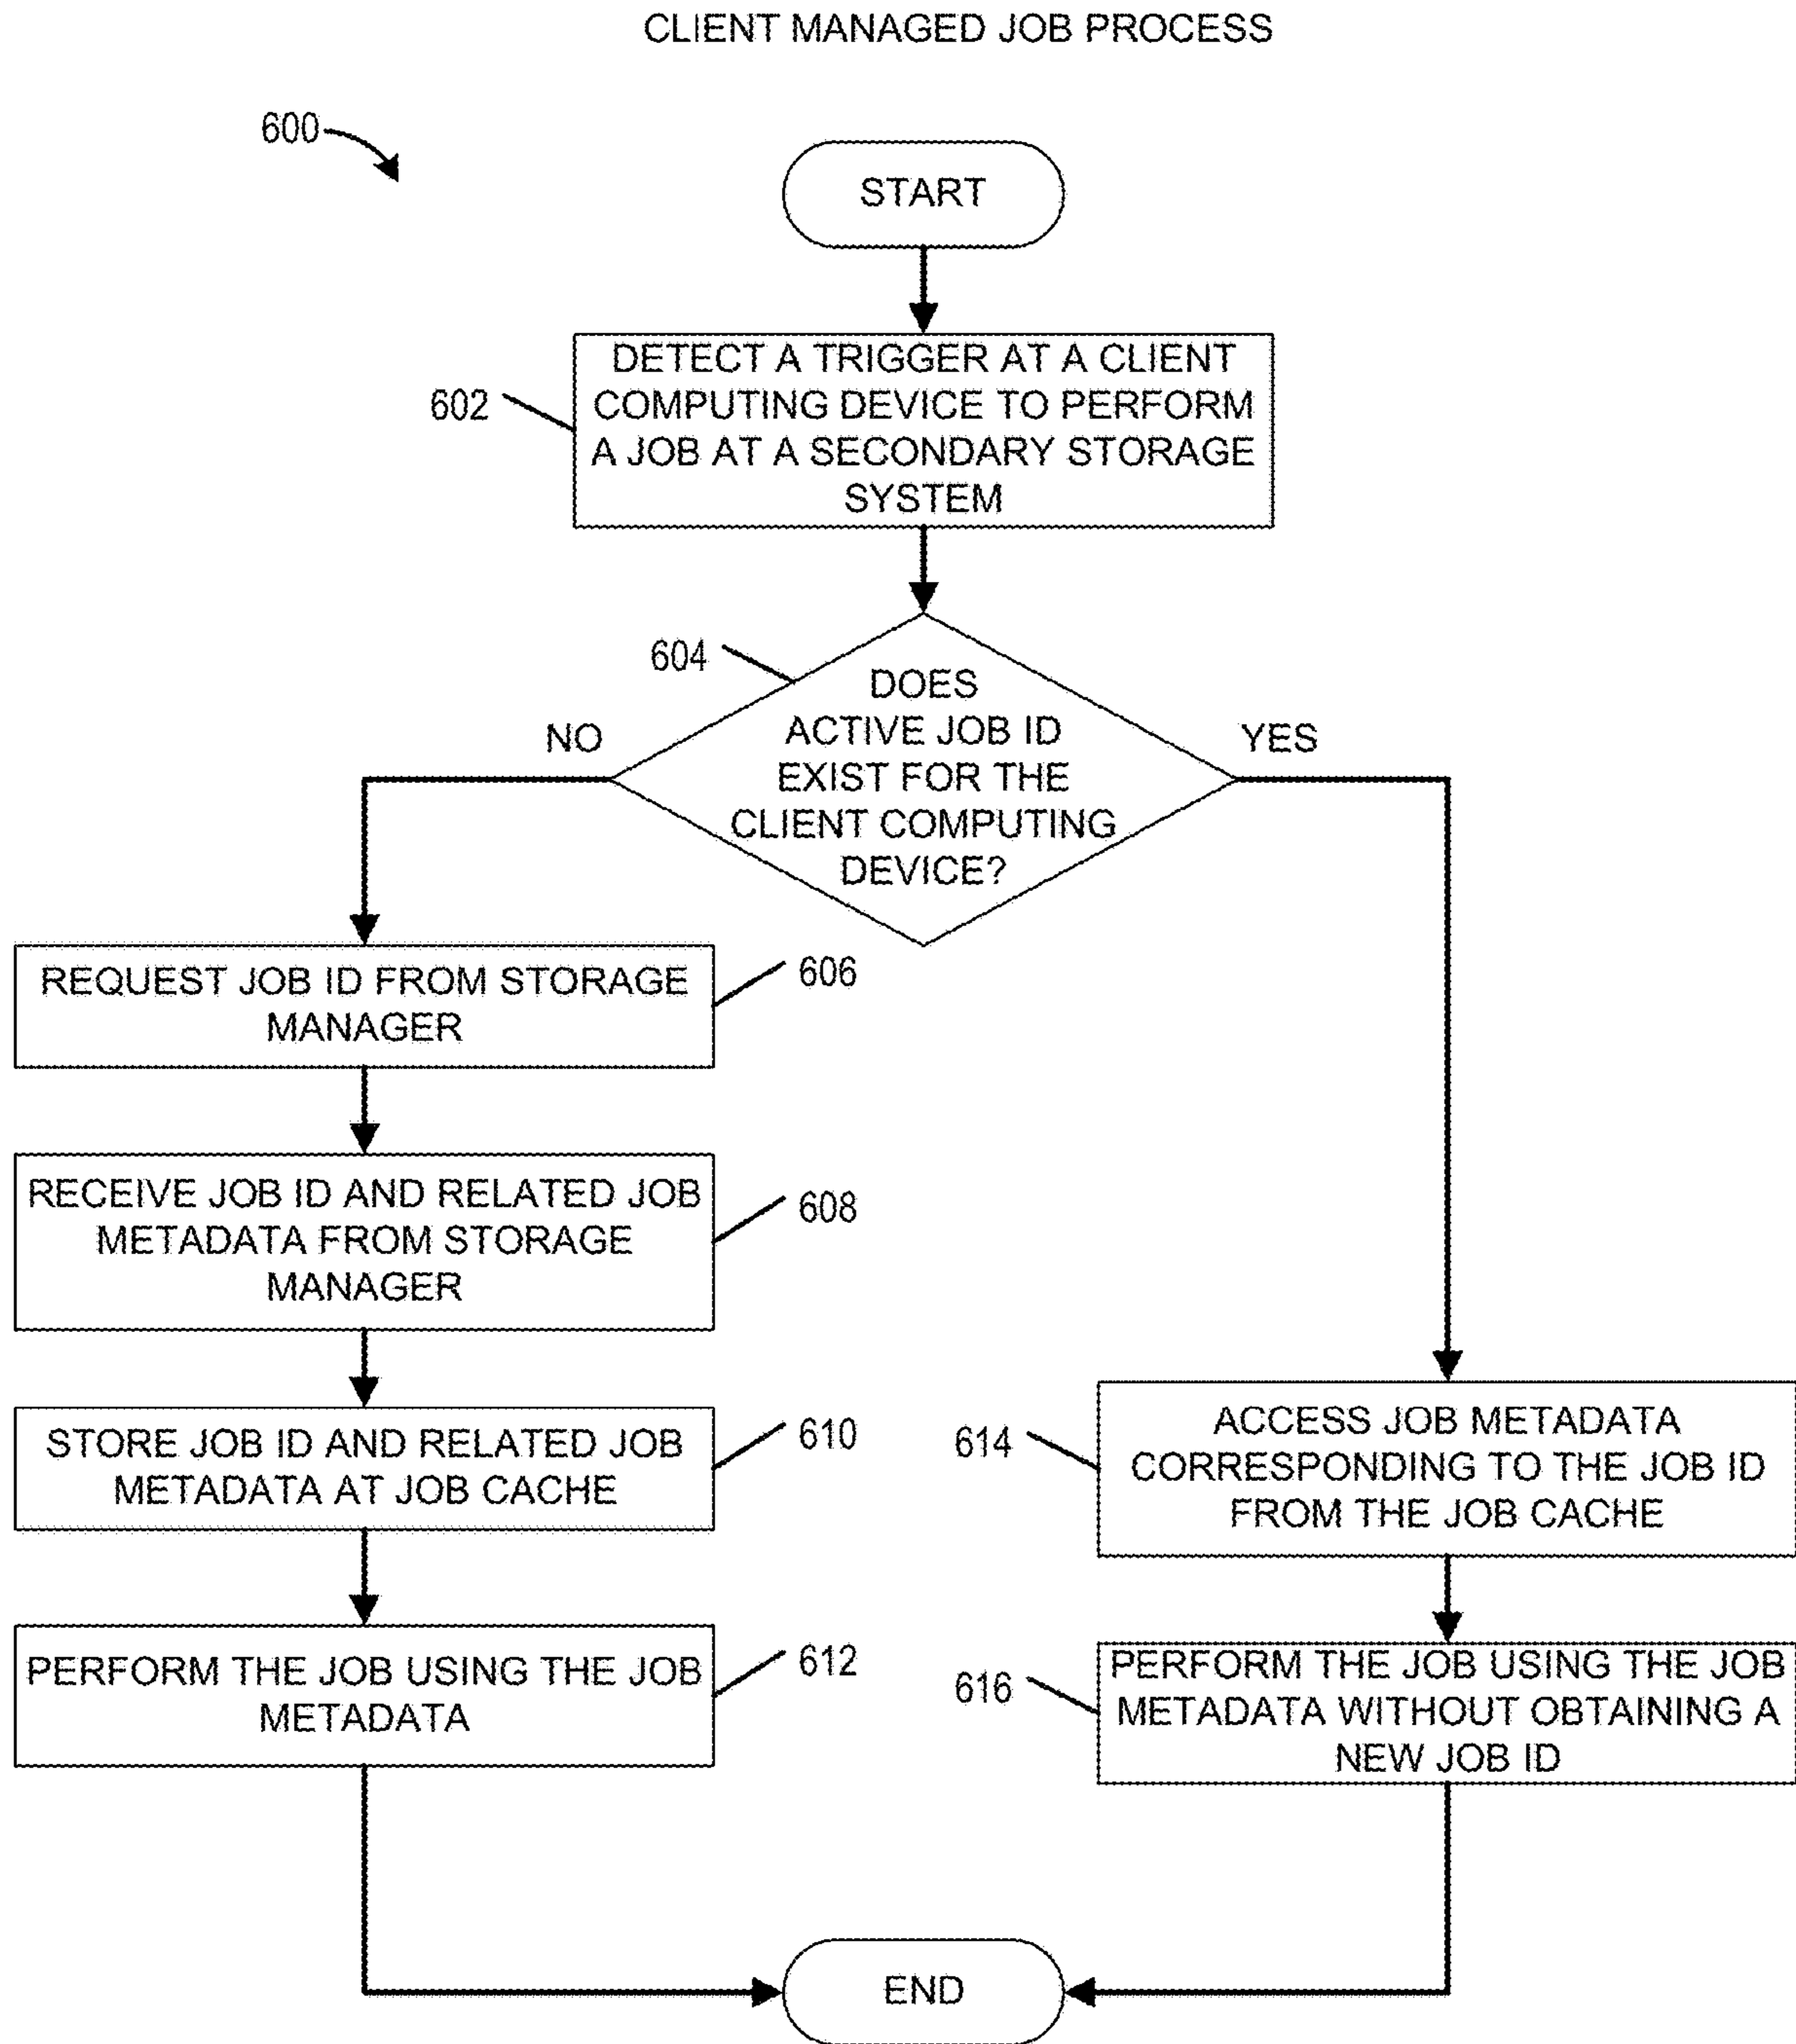 CLIENT MANAGED JOB PROCESS
600
START
602
DETECT A TRIGGER AT A CLIENT
COMPUTING DEVICE TO PERFORM
A JOB AT A SECONDARY STORAGE
SYSTEM
604
DOES
ACTIVE JOB ID
EXIST FOR THE
CLIENT COMPUTING
DEVICE?
NO
YES
REQUEST JOB ID FROM STORAGE
MANAGER
606
RECEIVE JOB ID AND RELATED JOB
METADATA FROM STORAGE
MANAGER
608
STORE JOB ID AND RELATED JOB
METADATA AT JOB CACHE
610
PERFORM THE JOB USING THE JOB
METADATA
612
614
ACCESS JOB METADATA
CORRESPONDING TO THE JOB ID
FROM THE JOB CACHE
616
PERFORM THE JOB USING THE JOB
METADATA WITHOUT OBTAINING A
NEW JOB ID
END